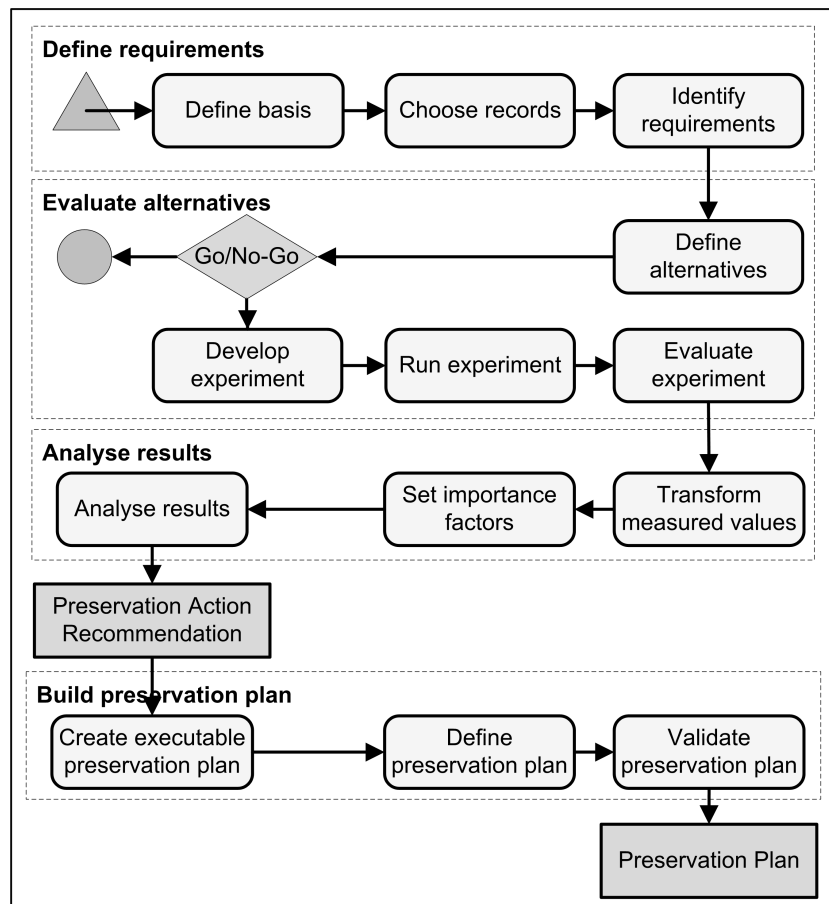 Define requirements
Define basis
Choose records
Identify
requirements
Evaluate alternatives
Go/No-Go
Define
alternatives
Develop
experiment
Run experiment
Evaluate
experiment
Analyse results
Analyse results
Set importance
factors
Transform
measured values
Preservation Action
Recommendation
Build preservation plan
Create executable
preservation plan
Define
preservation plan
Validate
preservation plan
Preservation Plan